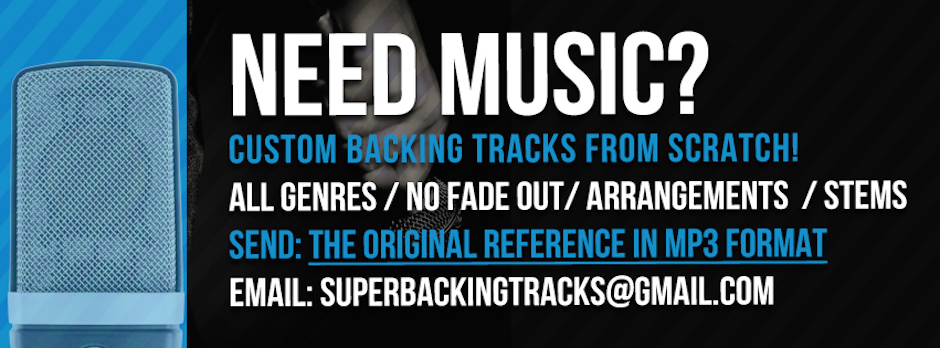 NEED MUSIC?
CUSTOM BACKING TRACKS FROM SCRATCH!
ALL GENRES / NO FADE OUT/ ARRANGEMENTS / STEMS
SEND: THE ORIGINAL REFERENCE IN MP3 FORMAT
EMAIL: SUPERBACKINGTRACKS@GMAIL.COM